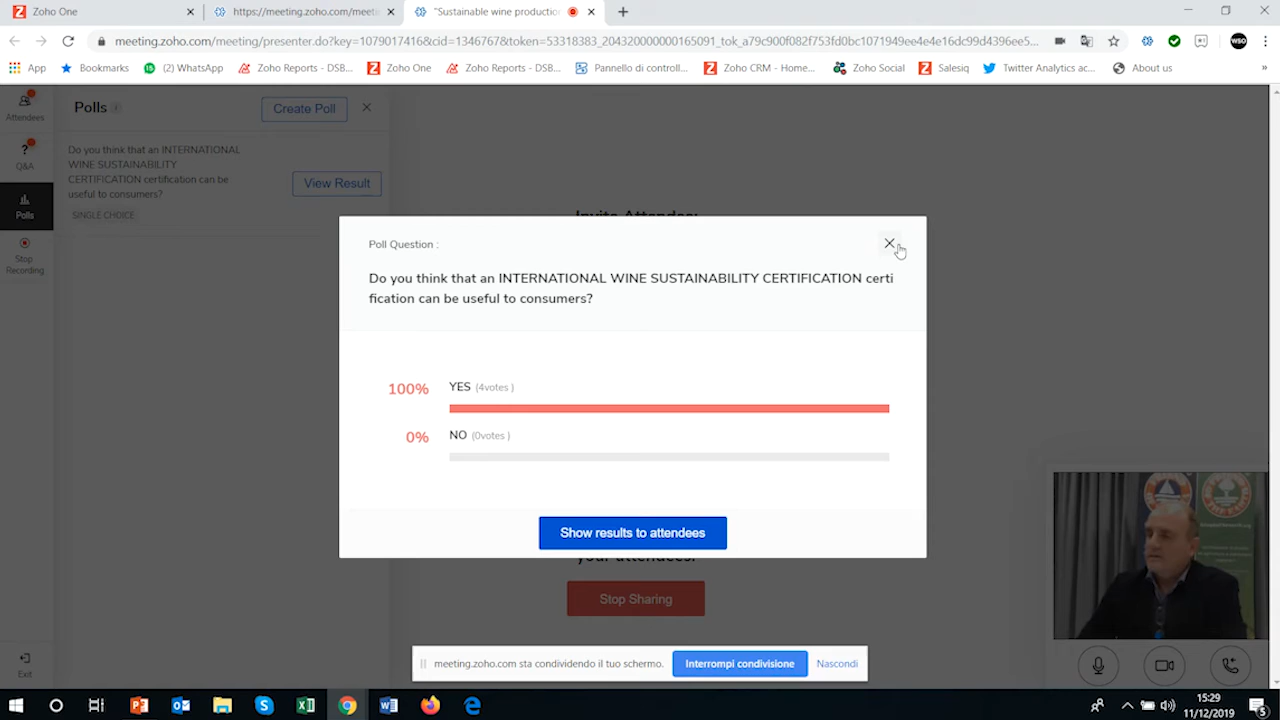 Zoho One
https://meeting.zoho.com/meeti
"Sustainable wine productio
meeting.zoho.com/meeting/presenter.do?key=1079017416&cid=1346767&token=53318383_204320000000165091_tok_a79c900f082f753fd0bc1071949ee4e4e16dc99d4396ee5...
App
Bookmarks
(2) WhatsApp
Zoho Reports - DSB...
Zoho One
Zoho Reports - DSB...
Pannello di controll...
Zoho CRM - Home...
Zoho Social
Salesiq
Twitter Analytics ac...
About us
»
WSO
Attendees
Q&A
Polls
Stop
Recording
Exit
Polls
Create Poll
Do you think that an INTERNATIONAL
WINE SUSTAINABILITY
CERTIFICATION certification can be
useful to consumers?
View Result
SINGLE CHOICE
Invite Attendee:
Poll Question :
Do you think that an INTERNATIONAL WINE SUSTAINABILITY CERTIFICATION certi
fication can be useful to consumers?
100%
YES (4votes )
0%
NO (0votes )
Show results to attendees
your attendees.
Stop Sharing
meeting.zoho.com sta condividendo il tuo schermo.
Interrompi condivisione
Nascondi
15:29
11/12/2019
5